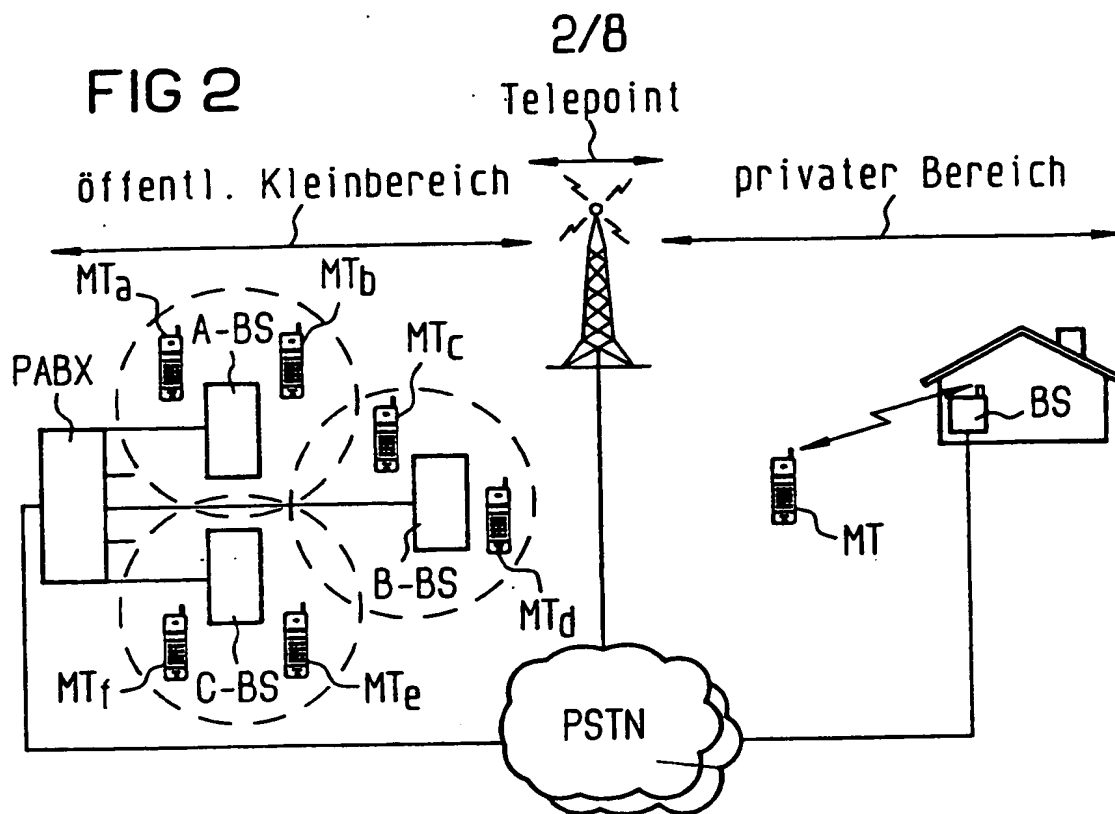 2/8
FIG 2
Telepoint
öffentl. Kleinbereich
privater Bereich
MTa
MTb
A-BS
MTc
PABX
BS
MT
B-BS
MTd
MTf
C-BS
MTe
PSTN